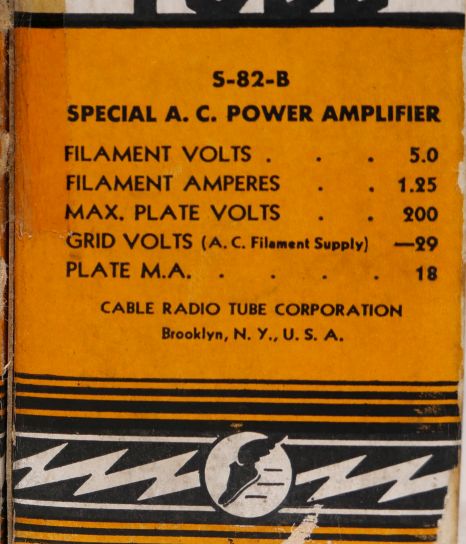 S-82-B
SPECIAL A. C. POWER AMPLIFIER
FILAMENT VOLTS . . . 5.0
FILAMENT AMPERES . . 1.25
MAX. PLATE VOLTS . . 200
GRID VOLTS (A. C. Filament Supply) —29
PLATE M.A. . . . . 18
CABLE RADIO TUBE CORPORATION
Brooklyn, N. Y., U. S. A.